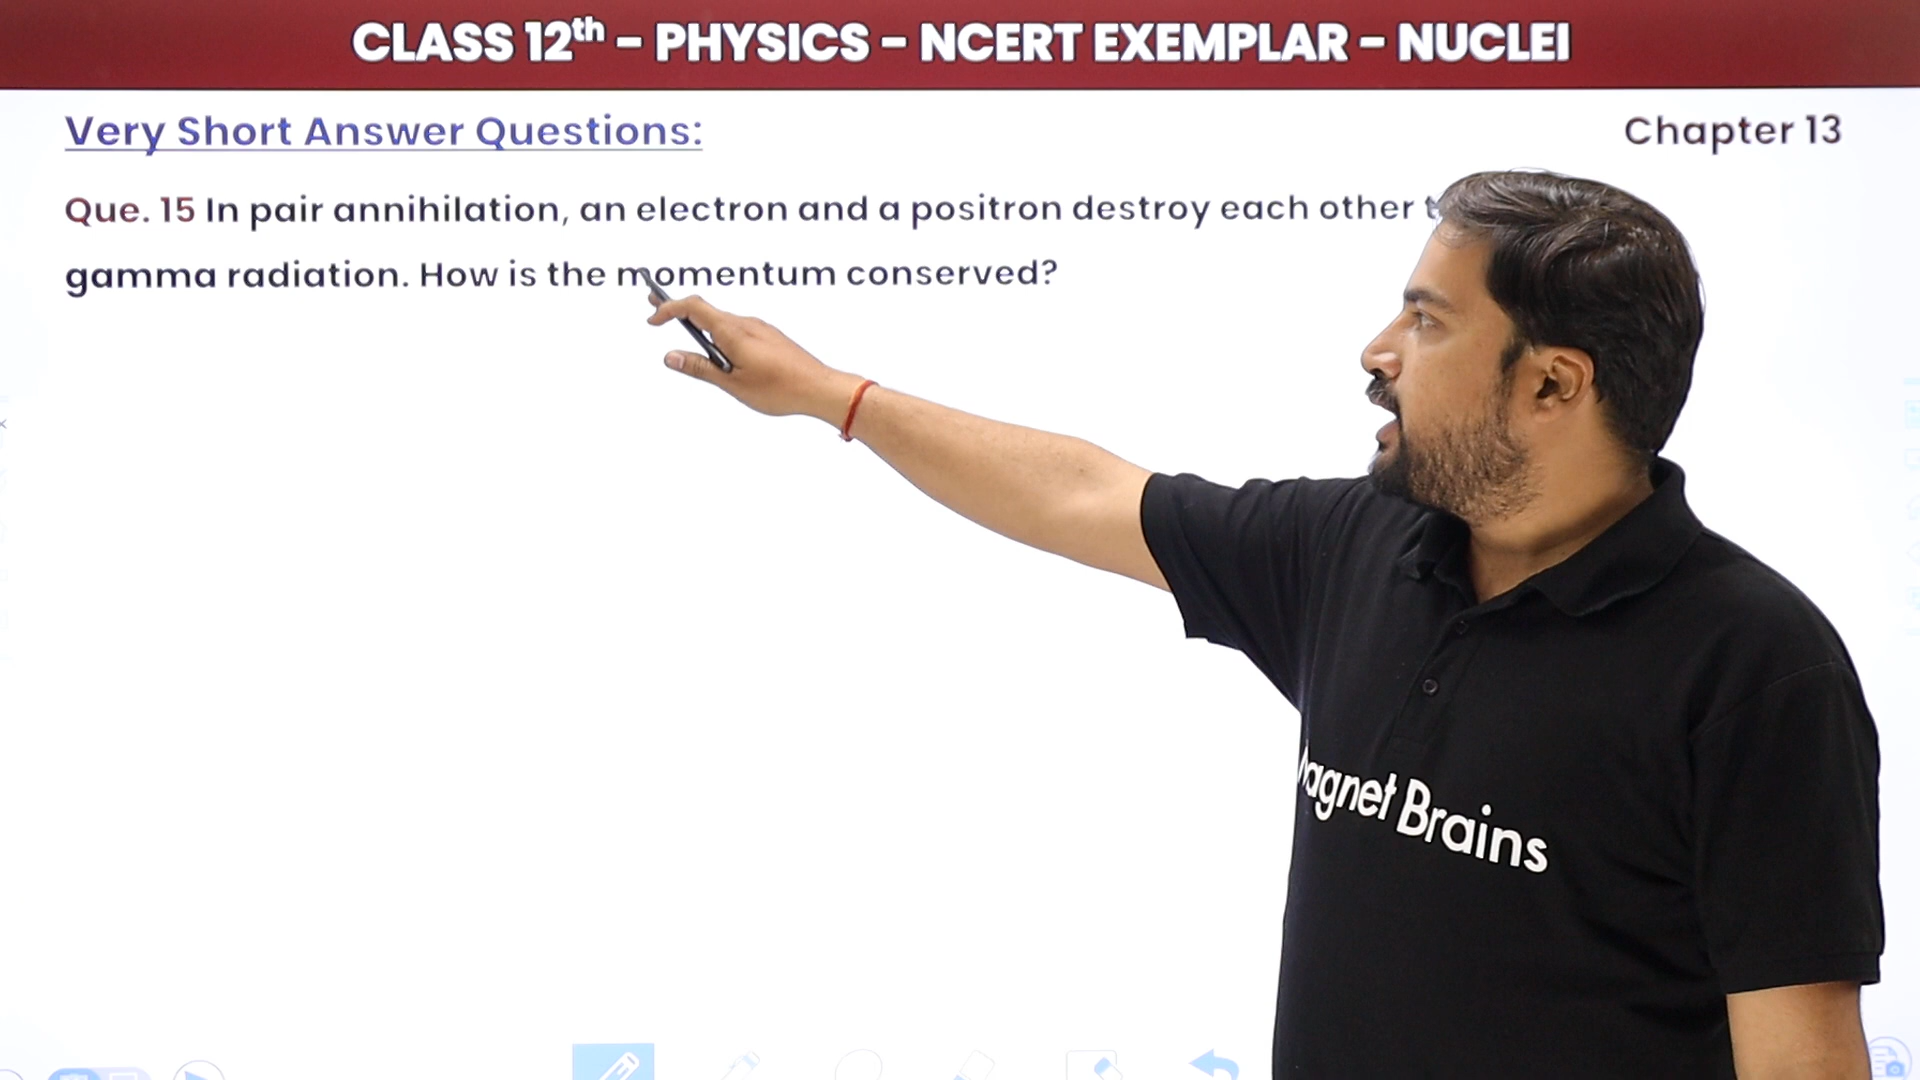 CLASS 12th - PHYSICS - NCERT EXEMPLAR - NUCLEI
Very Short Answer Questions:
Chapter 13
Que. 15 In pair annihilation, an electron and a positron destroy each other
gamma radiation. How is the momentum conserved?
Brains